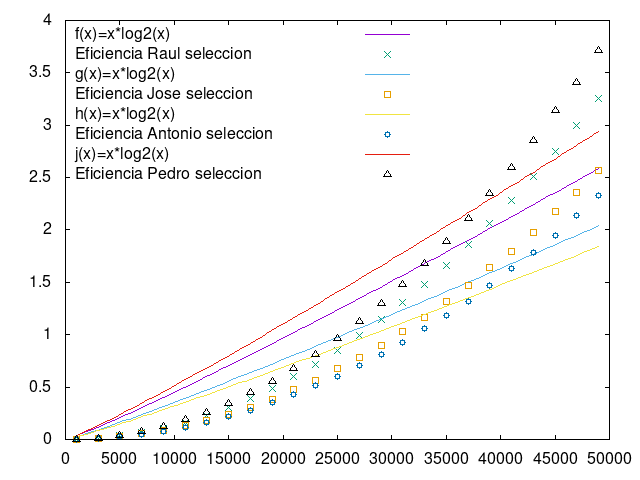 4
3.5
3
2.5
2
1.5
1
0.5
0
f(x)=x*log2(x)
Eficiencia Raul seleccion
g(x)=x*log2(x)
Eficiencia Jose seleccion
h(x)=x*log2(x)
Eficiencia Antonio seleccion
j(x)=x*log2(x)
Eficiencia Pedro seleccion
0 5000 10000 15000 20000 25000 30000 35000 40000 45000 50000